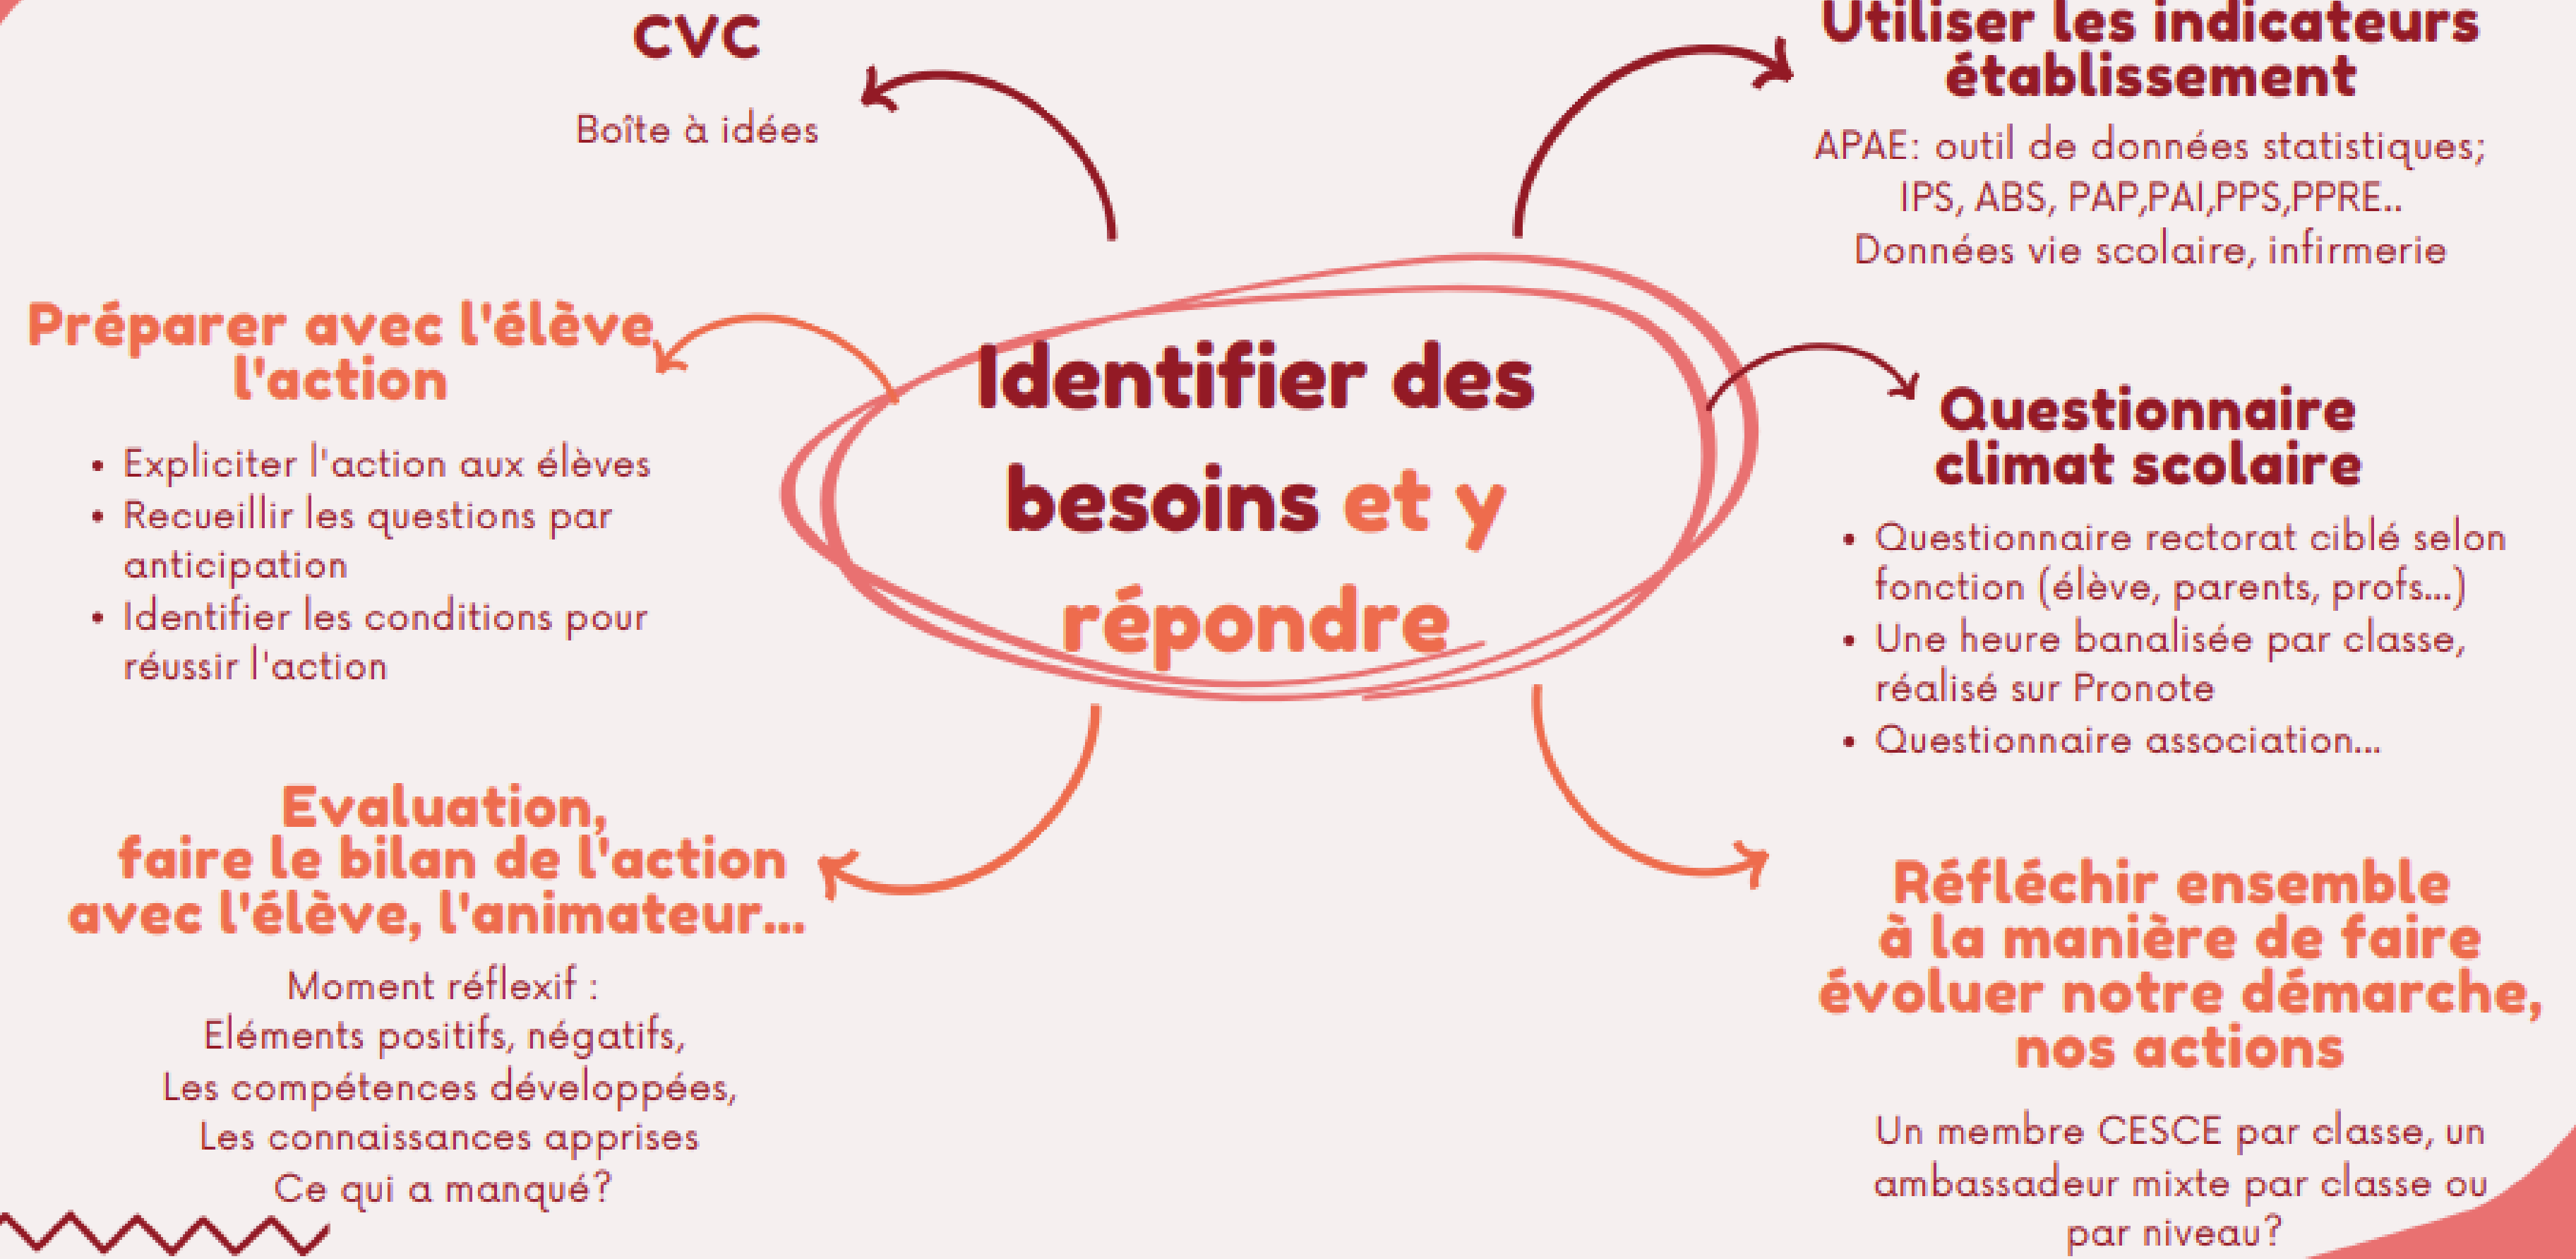 CVC
Boîte à idées
Utiliser les indicateurs
établissement
APAE: outil de données statistiques;
IPS, ABS, PAP,PAI,PPS,PPRE..
Données vie scolaire, infirmerie
Préparer avec l'élève,
l'action
• Expliciter l'action aux élèves
• Recueillir les questions par
anticipation
• Identifier les conditions pour
réussir l'action
Identifier des
besoins et y
répondre
Questionnaire
climat scolaire
• Questionnaire rectorat ciblé selon
fonction (élève, parents, profs...)
• Une heure banalisée par classe,
réalisé sur Pronote
• Questionnaire association...
Evaluation,
faire le bilan de l'action
avec l'élève, l'animateur...
Moment réflexif :
Eléments positifs, négatifs,
Les compétences développées,
Les connaissances apprises
Ce qui a manqué?
Réfléchir ensemble
à la manière de faire
évoluer notre démarche,
nos actions
Un membre CESCE par classe, un
ambassadeur mixte par classe ou
par niveau?